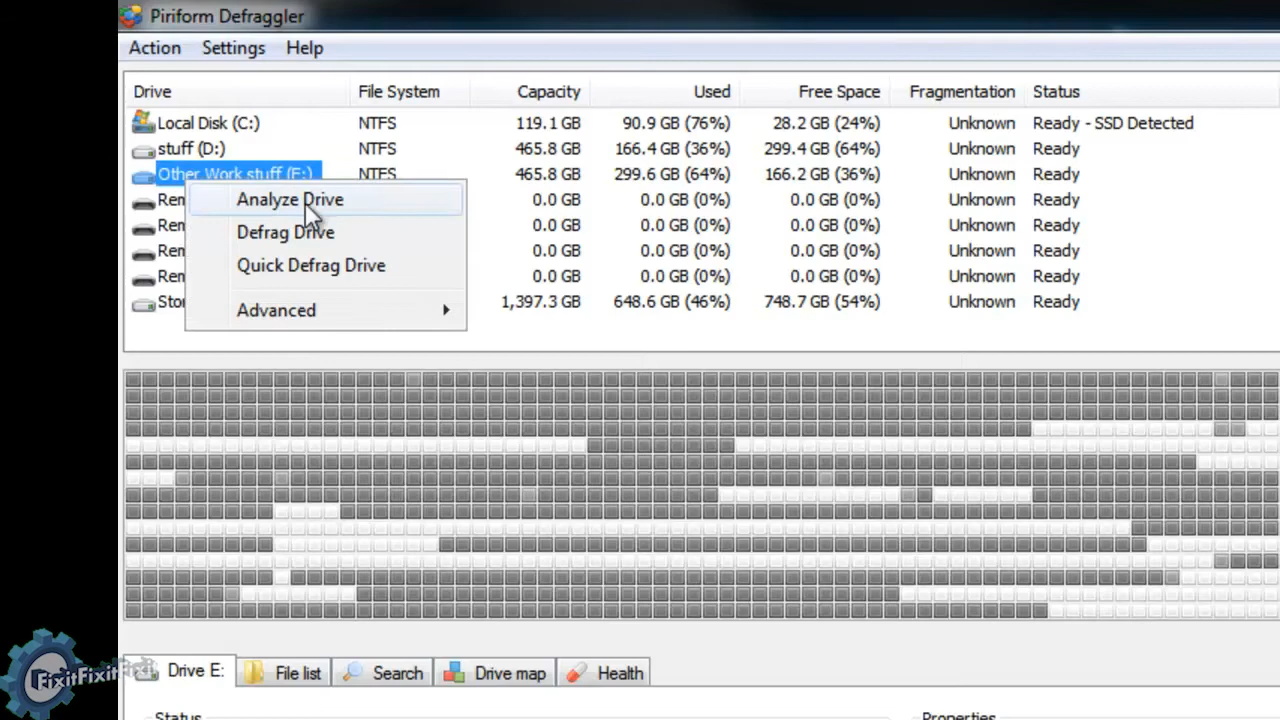 Piriform Defraggler
Action Settings Help
Drive File System Capacity Used Free Space Fragmentation Status
Local Disk (C:) NTFS 119.1 GB 90.9 GB (76%) 28.2 GB (24%) Unknown Ready - SSD Detected
stuff (D:) NTFS 465.8 GB 166.4 GB (36%) 299.4 GB (64%) Unknown Ready
Other Work stuff (E:) NTFS 465.8 GB 299.6 GB (64%) 166.2 GB (36%) Unknown Ready
Rem 0.0 GB 0.0 GB (0%) 0.0 GB (0%) Unknown Ready
Rem 0.0 GB 0.0 GB (0%) 0.0 GB (0%) Unknown Ready
Rem 0.0 GB 0.0 GB (0%) 0.0 GB (0%) Unknown Ready
Rem 0.0 GB 0.0 GB (0%) 0.0 GB (0%) Unknown Ready
Stor 1,397.3 GB 648.6 GB (46%) 748.7 GB (54%) Unknown Ready
Analyze Drive
Defrag Drive
Quick Defrag Drive
Advanced
Drive E: File list Search Drive map Health
FixitFixitFixit
Status Properties